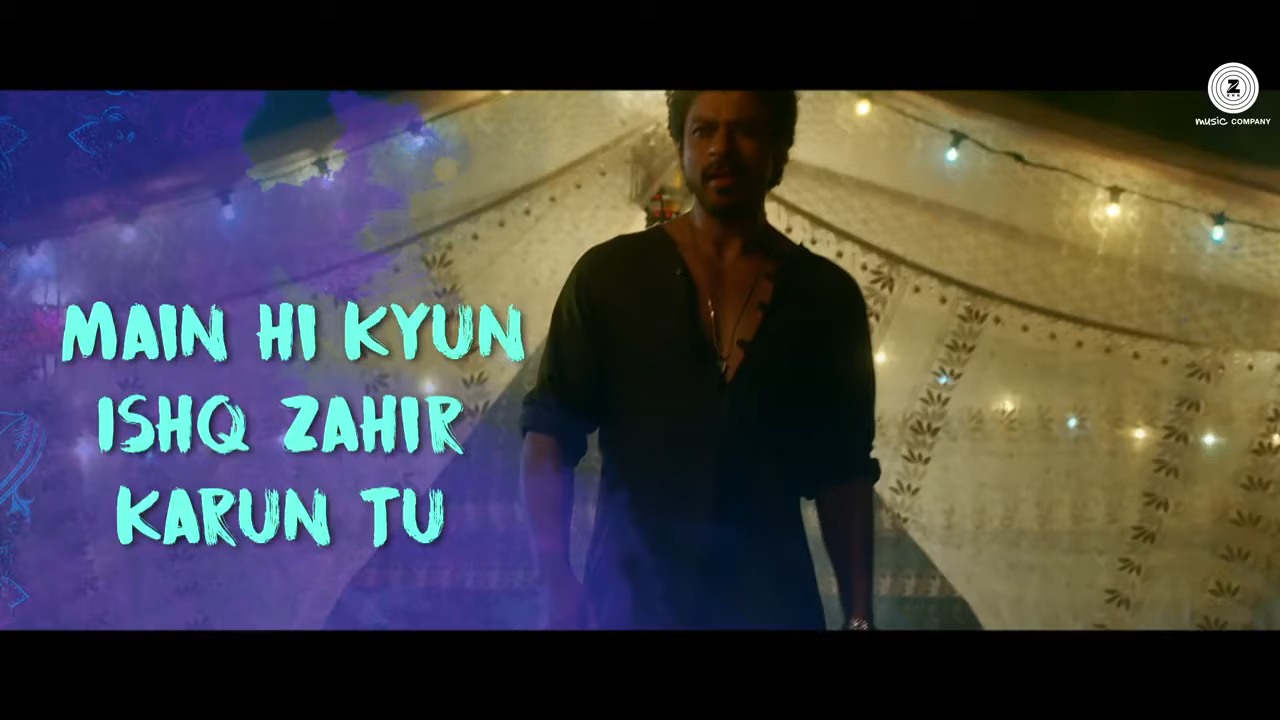 Z
music COMPANY
MAIN HI KYUN
ISHQ ZAHIR
KARUN TU